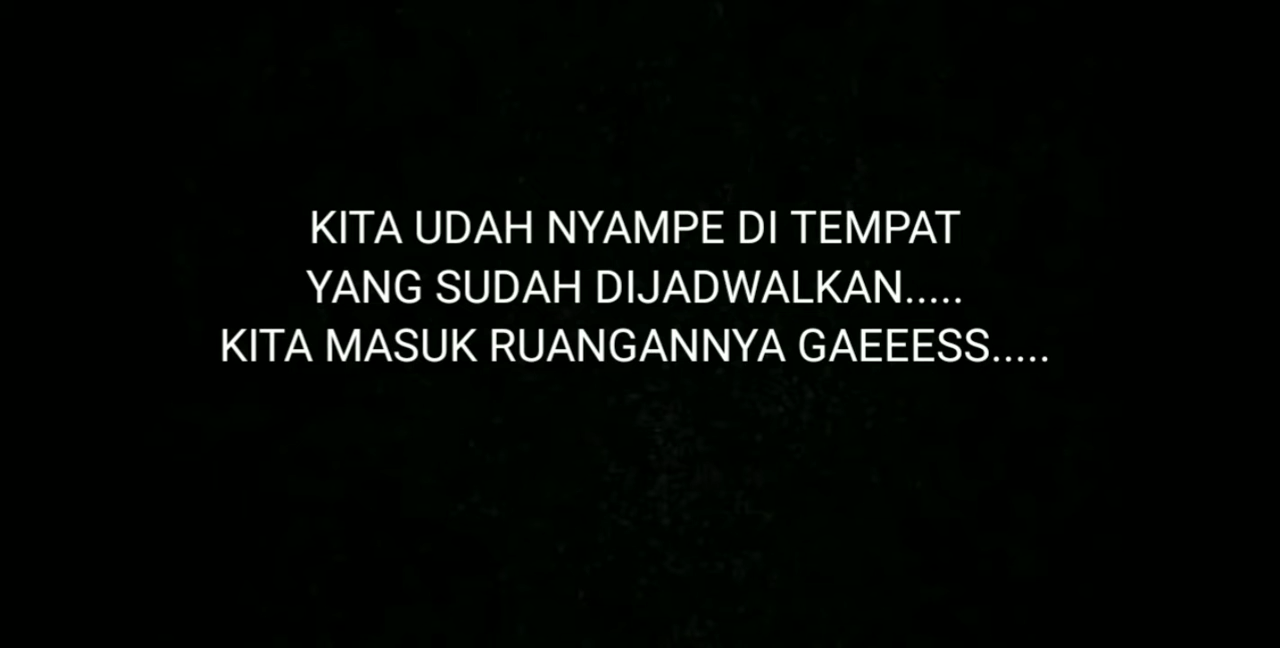 KITA UDAH NYAMPE DI TEMPAT
YANG SUDAH DIJADWALKAN.....
KITA MASUK RUANGANNYA GAEEESS.....